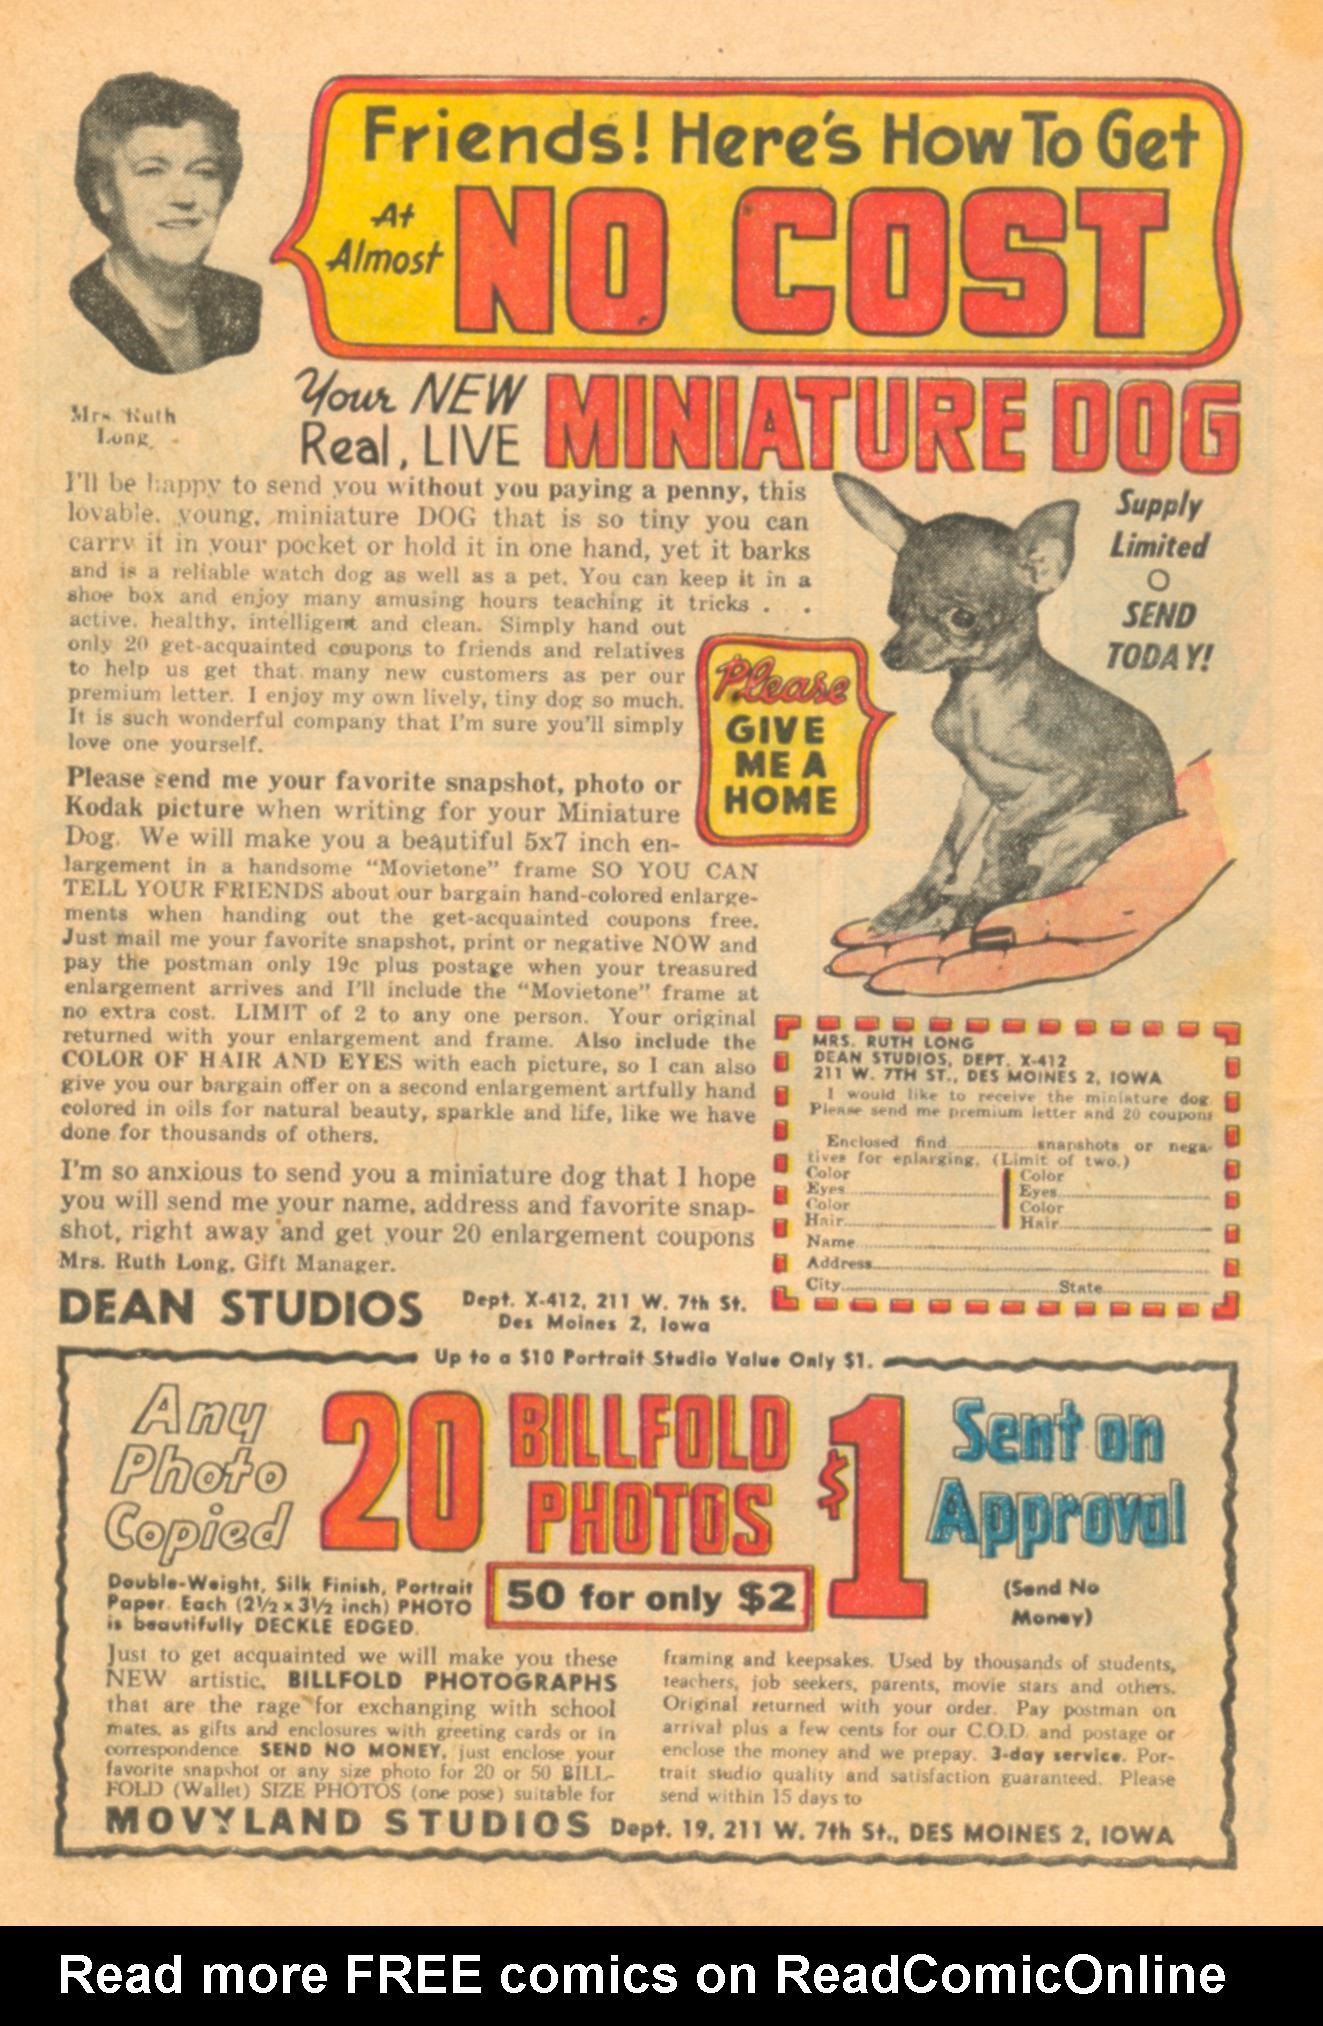 Friends! Here's How To Get
At
Almost
NO COST
Your NEW
Real, LIVE
MINIATURE DOG
Mrs. Ruth
Long
I'll be happy to send you without you paying a penny, this
lovable, young, miniature DOG that is so tiny you can
carry it in your pocket or hold it in one hand, yet it barks
and is a reliable watch dog as well as a pet. You can keep it in a
shoe box and enjoy many amusing hours teaching it tricks . . .
active, healthy, intelligent and clean. Simply hand out
only 20 get-acquainted coupons to friends and relatives
to help us get that many new customers as per our
premium letter. I enjoy my own lively, tiny dog so much.
It is such wonderful company that I'm sure you'll simply
love one yourself.
Please send me your favorite snapshot, photo or
Kodak picture when writing for your Miniature
Dog. We will make you a beautiful 5x7 inch en-
largement in a handsome "Movietone" frame SO YOU CAN
TELL YOUR FRIENDS about our bargain hand-colored enlarge-
ments when handing out the get-acquainted coupons free.
Just mail me your favorite snapshot, print or negative NOW and
pay the postman only 19c plus postage when your treasured
enlargement arrives and I'll include the "Movietone" frame at
no extra cost. LIMIT of 2 to any one person. Your original
returned with your enlargement and frame. Also include the
COLOR OF HAIR AND EYES with each picture, so I can also
give you our bargain offer on a second enlargement artfully hand
colored in oils for natural beauty, sparkle and life, like we have
done for thousands of others.
I'm so anxious to send you a miniature dog that I hope
you will send me your name, address and favorite snap-
shot, right away and get your 20 enlargement coupons
Mrs. Ruth Long, Gift Manager.
DEAN STUDIOS
Dept. X-412, 211 W. 7th St.
Des Moines 2, Iowa
Supply
Limited
O
SEND
TODAY!
Please
GIVE
ME A
HOME
MRS. RUTH LONG
DEAN STUDIOS, DEPT. X-412
211 W. 7TH ST., DES MOINES 2, IOWA
I would like to receive the miniature dog.
Please send me premium letter and 20 coupons
Enclosed find .......... snapshots or nega-
tives for enlarging. (Limit of two.)
Color Color
Eyes.......... Eyes..........
Color Color
Hair.......... Hair..........
Name..........
Address..........
City.......... State..........
Up to a $10 Portrait Studio Value Only $1.
Any
Photo
Copied
20
BILLFOLD
PHOTOS
$1
Sent on
Approval
50 for only $2
(Send No
Money)
Double-Weight, Silk Finish, Portrait
Paper. Each (2½ x 3½ inch) PHOTO
is beautifully DECKLE EDGED.
Just to get acquainted we will make you these
NEW artistic, BILLFOLD PHOTOGRAPHS
that are the rage for exchanging with school
mates, as gifts and enclosures with greeting cards or in
correspondence. SEND NO MONEY, just enclose your
favorite snapshot or any size photo for 20 or 50 BILL-
FOLD (Wallet) SIZE PHOTOS (one pose) suitable for
framing and keepsakes. Used by thousands of students,
teachers, job seekers, parents, movie stars and others.
Original returned with your order. Pay postman on
arrival plus a few cents for our C.O.D. and postage or
enclose the money and we prepay. 3-day service. Por-
trait studio quality and satisfaction guaranteed. Please
send within 15 days to
MOVYLAND STUDIOS Dept. 19, 211 W. 7th St., DES MOINES 2, IOWA
Read more FREE comics on ReadComicOnline